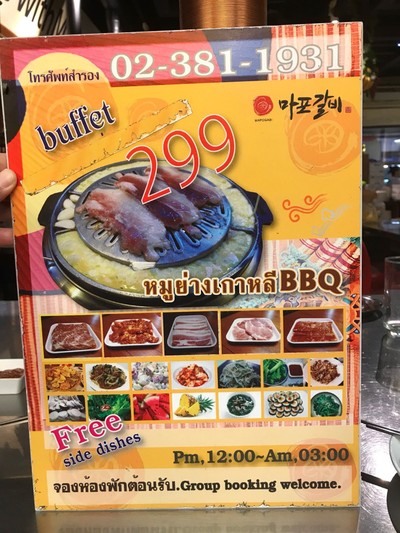 โทรศัพท์สำรอง 02-381-1931
buffet
마포갈비
299
หมูย่างเกาหลีBBQ
Free
side dishes
Pm,12:00~Am,03:00
จองห้องพักต้อนรับ.Group booking welcome.